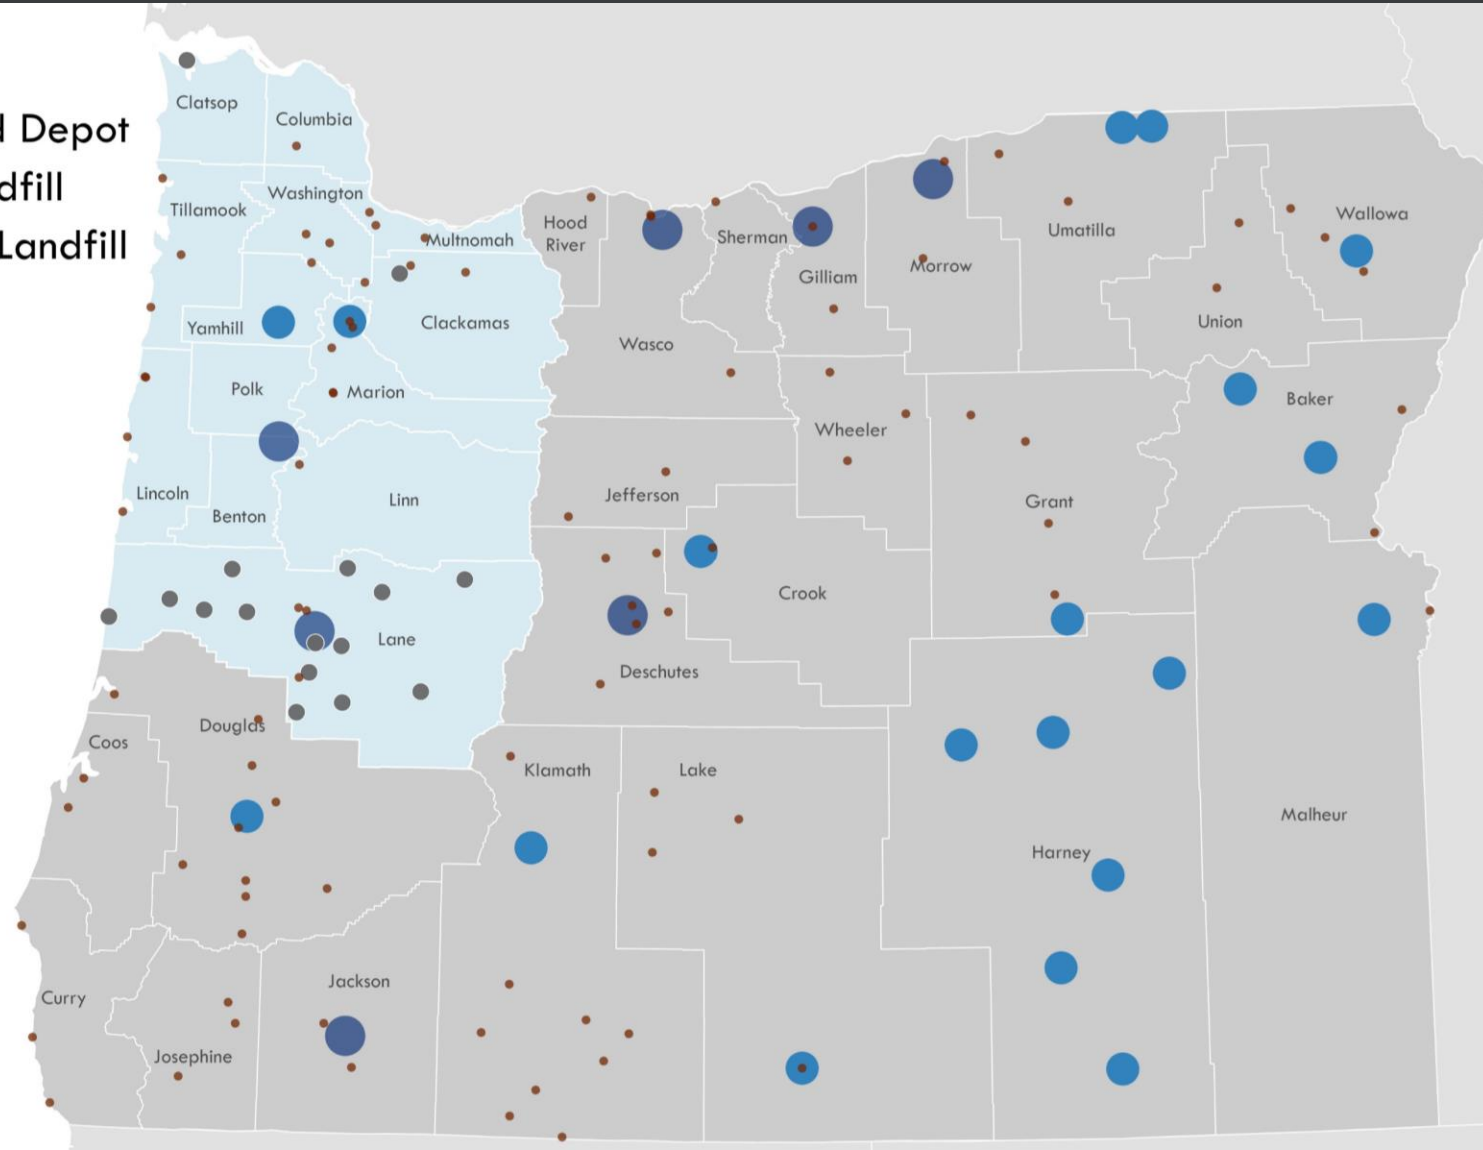 d Depot
dfill
Landfill
Clatsop
Columbia
Washington
Tillamook
Multnomah
Hood
River
Sherman
Gilliam
Morrow
Umatilla
Wallowa
Union
Yamhill
Clackamas
Wasco
Polk
Marion
Wheeler
Baker
Lincoln
Benton
Linn
Jefferson
Grant
Crook
Lane
Deschutes
Douglas
Coos
Klamath
Lake
Harney
Malheur
Curry
Josephine
Jackson